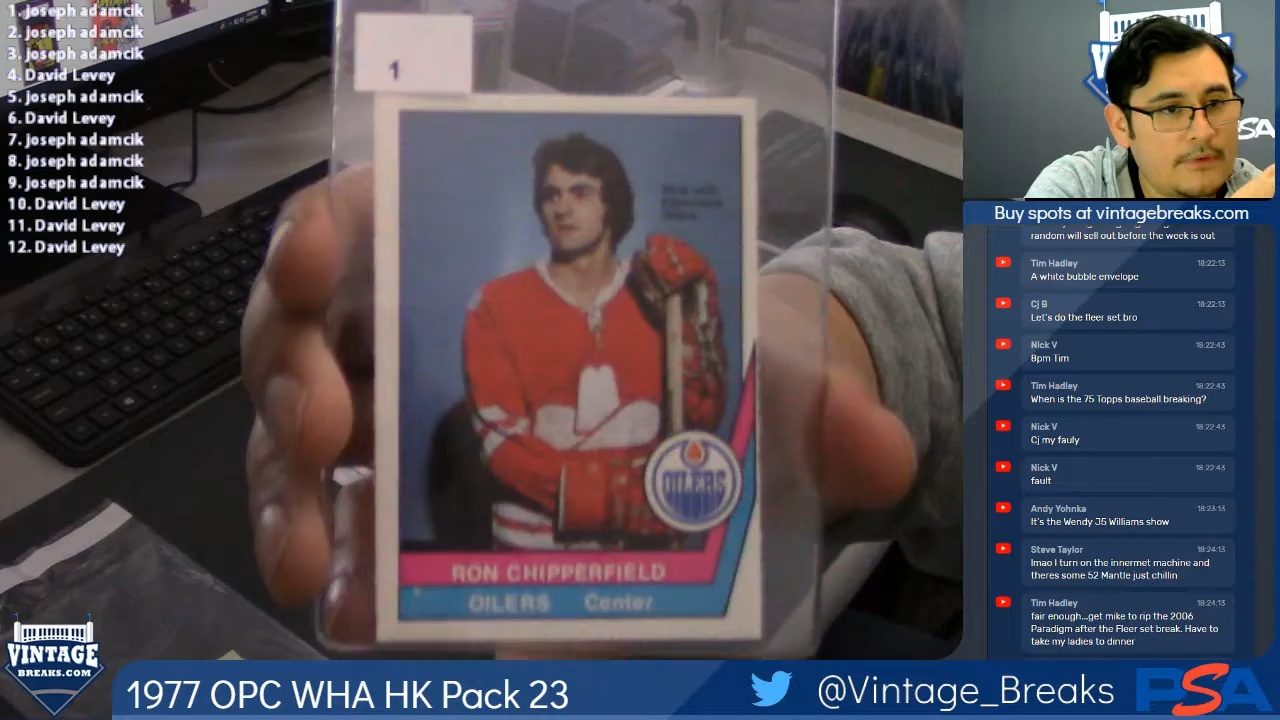 1. Joseph adamcik
2. Joseph adamcik
3. Joseph adamcik
4. David Levey
5. Joseph adamcik
6. David Levey
7. Joseph adamcik
8. Joseph adamcik
9. Joseph adamcik
10. David Levey
11. David Levey
12. David Levey
1
Now with
Edmonton
OILERS
RON CHIPPERFIELD
OILERS Center
PSA
Buy spots at vintagebreaks.com
random will sell out before the week is out
Tim Hadley 18:22:13
A white bubble envelope
Cj B 18:22:13
Let's do the fleer set bro
Nick V 18:22:43
8pm Tim
Tim Hadley 18:22:43
When is the 75 Topps baseball breaking?
Nick V 18:22:43
Cj my fauly
Nick V 18:22:43
fault
Andy Yohnka 18:23:13
It's the Wendy J5 Williams show
Steve Taylor 18:24:13
lmao I turn on the innermet machine and
theres some 52 Mantle just chillin
Tim Hadley 18:24:13
fair enough...get mike to rip the 2006
Paradigm after the Fleer set break. Have to
take my ladies to dinner
VINTAGE
BREAKS.COM
1977 OPC WHA HK Pack 23
@Vintage_Breaks
PSA